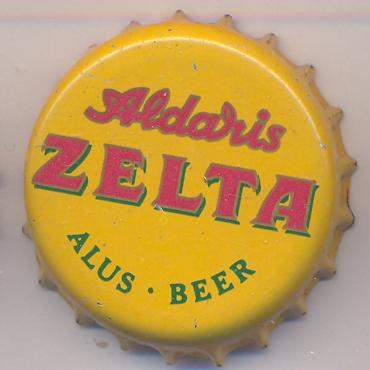 Aldaris
ZELTA
ALUS · BEER